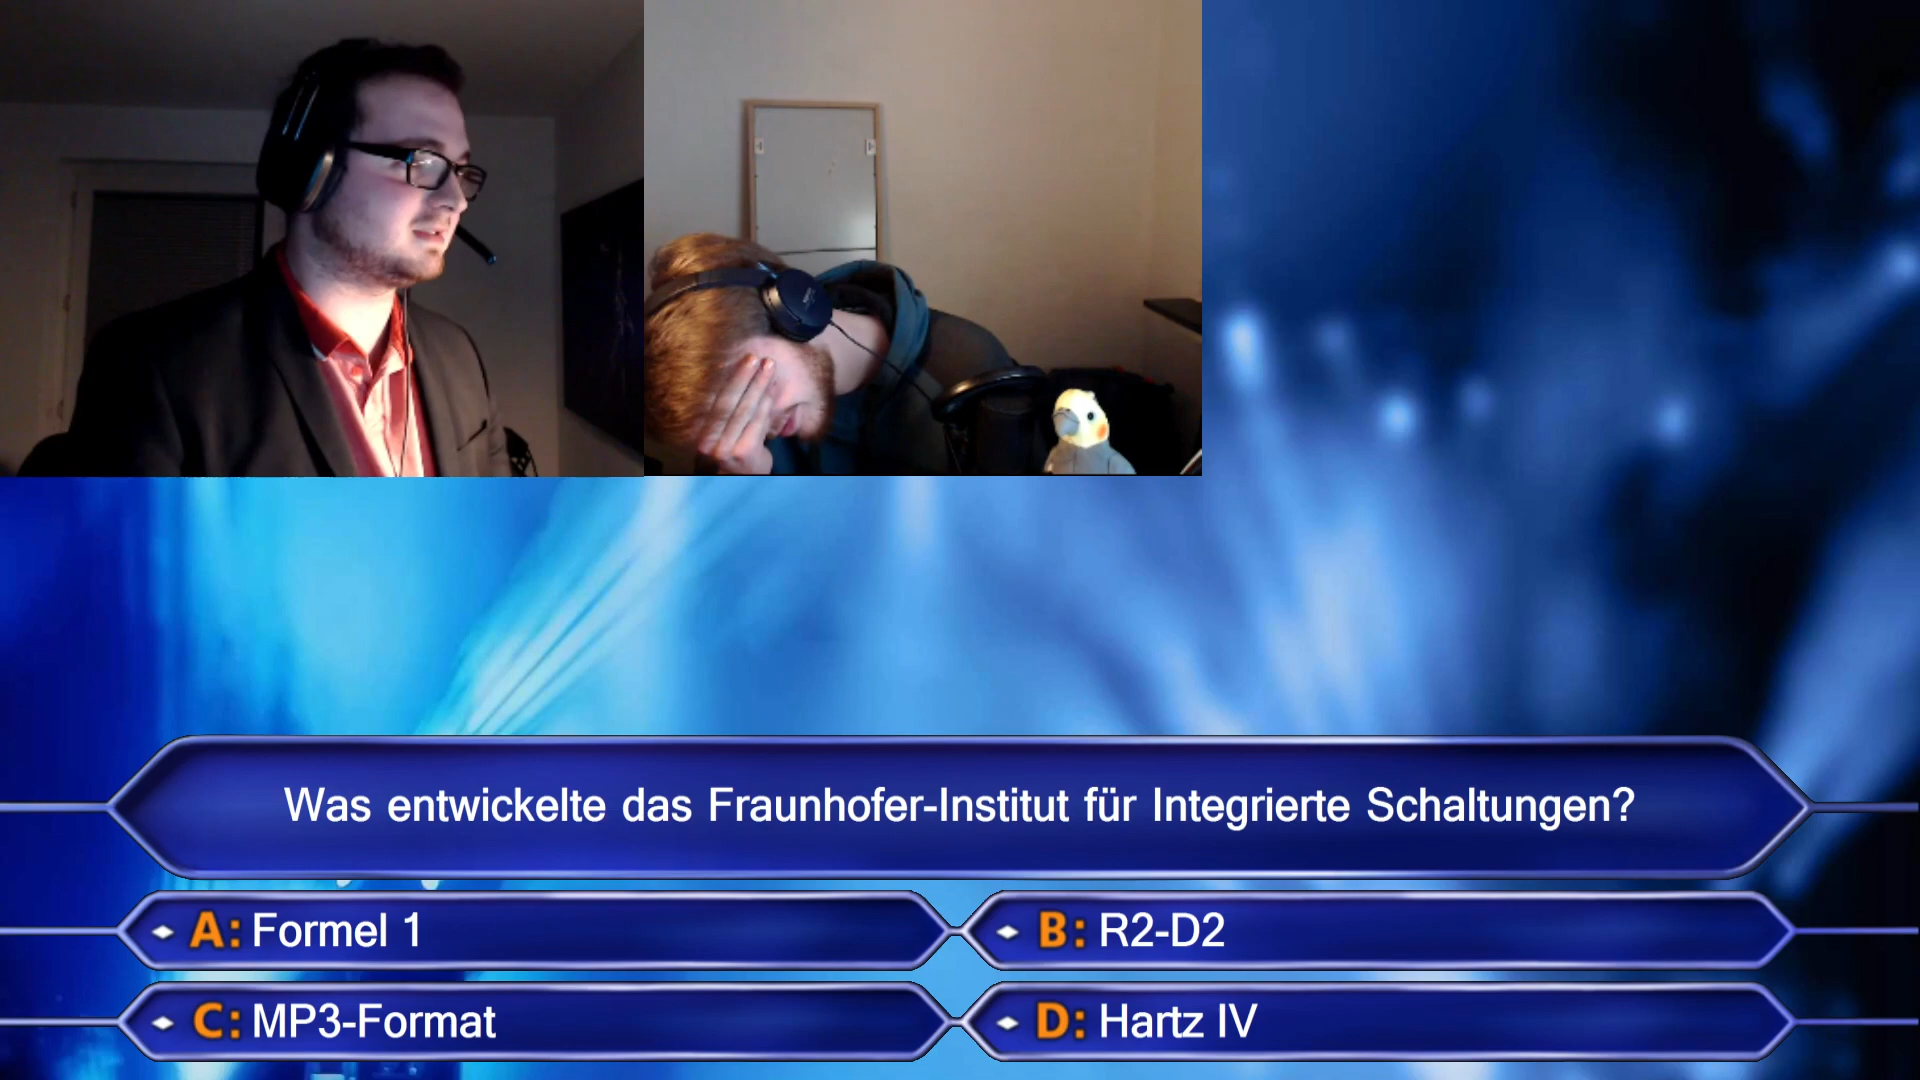 Was entwickelte das Fraunhofer-Institut für Integrierte Schaltungen?
A: Formel 1
B: R2-D2
C: MP3-Format
D: Hartz IV